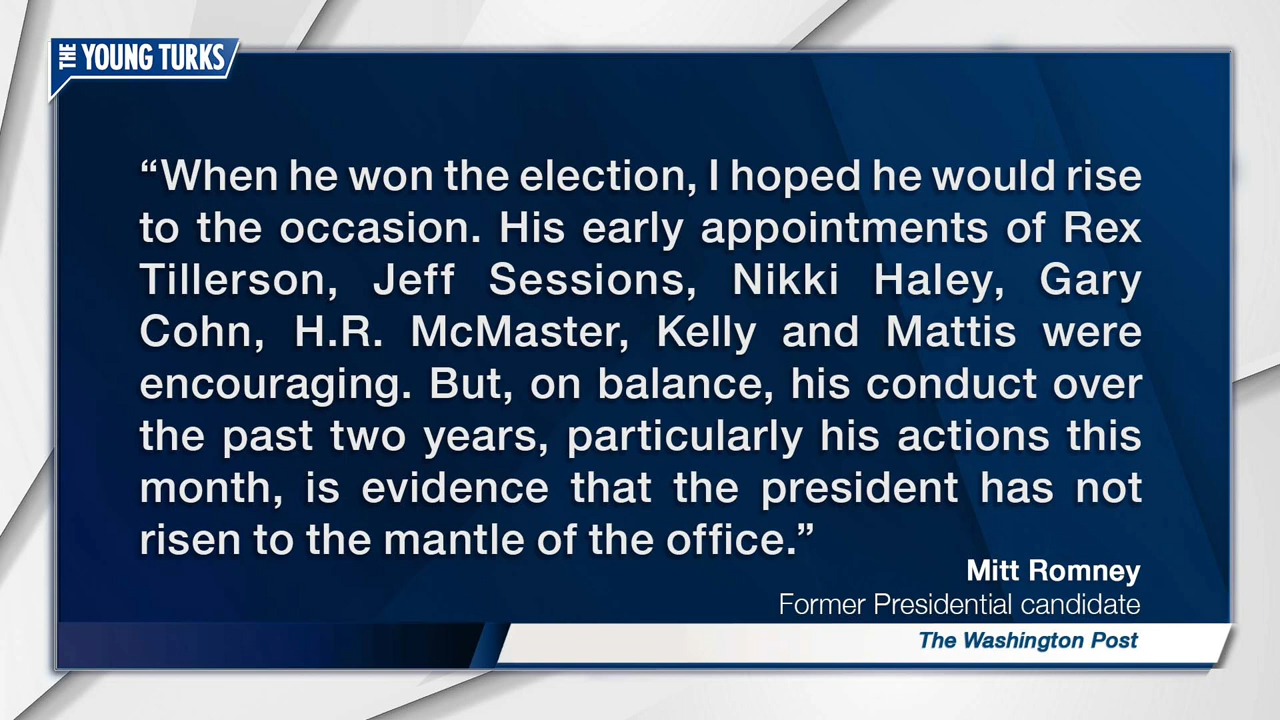 THE YOUNG TURKS
“When he won the election, I hoped he would rise
to the occasion. His early appointments of Rex
Tillerson, Jeff Sessions, Nikki Haley, Gary
Cohn, H.R. McMaster, Kelly and Mattis were
encouraging. But, on balance, his conduct over
the past two years, particularly his actions this
month, is evidence that the president has not
risen to the mantle of the office.”
Mitt Romney
Former Presidential candidate
The Washington Post